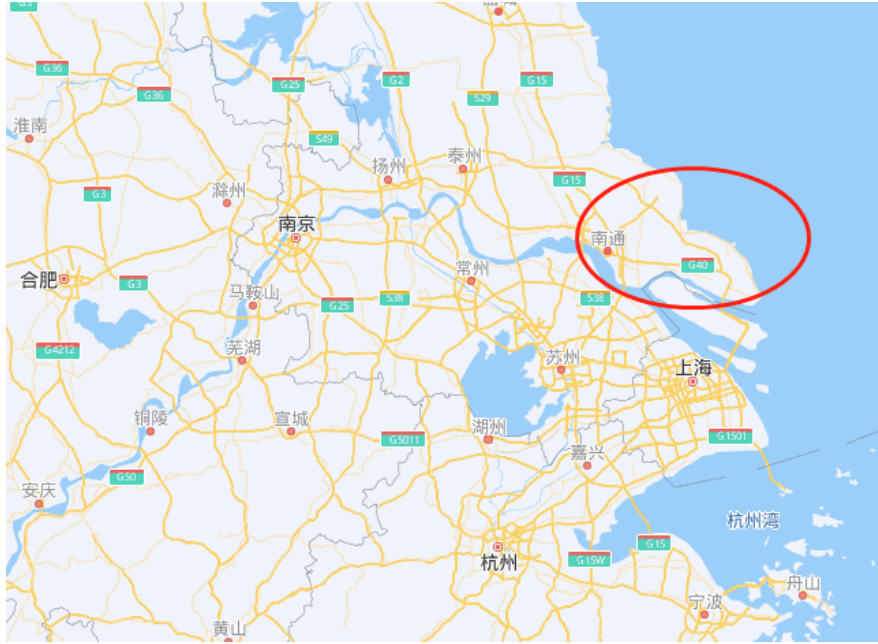 G3
G36
G36
G25
G2
G15
S29
淮南
S49
扬州
泰州
G15
G3
滁州
南京
南通
G40
合肥
G3
马鞍山
常州
G25
S38
S38
G4212
芜湖
苏州
上海
铜陵
宣城
湖州
G5011
G1501
嘉兴
G50
安庆
杭州湾
杭州
G15W
G15
舟山
宁波
黄山